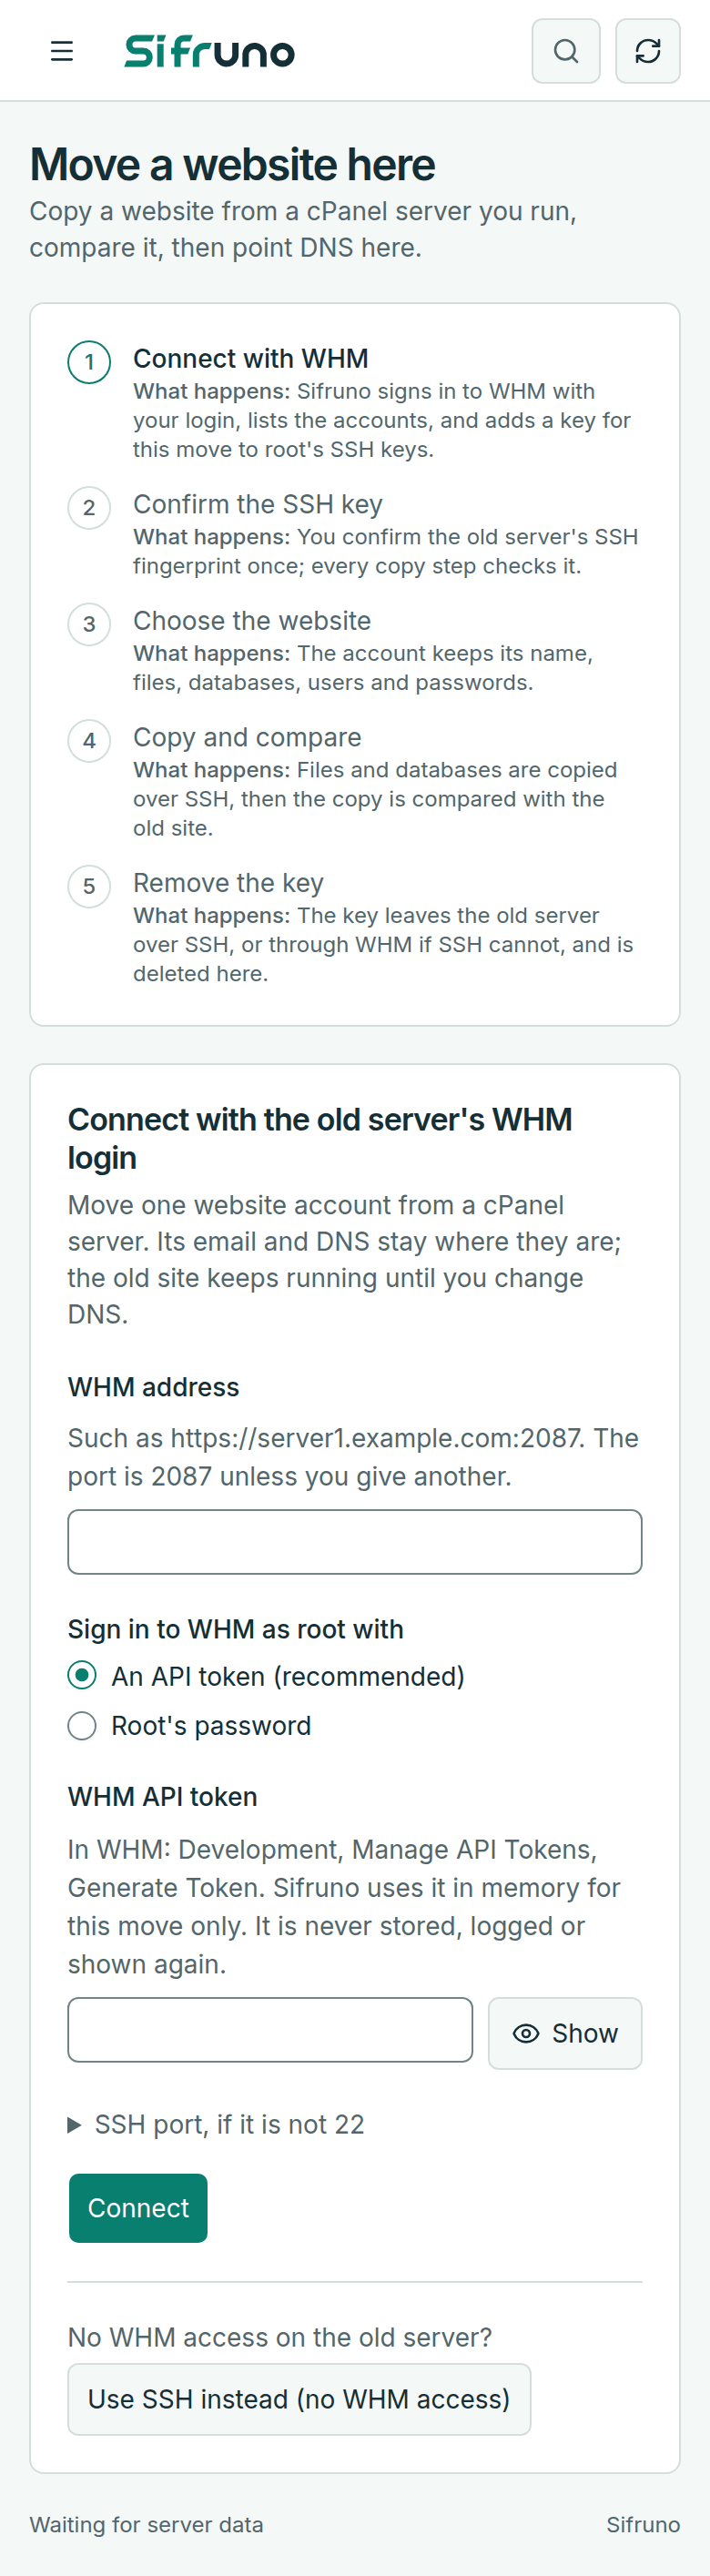 Sifruno
Move a website here
Copy a website from a cPanel server you run,
compare it, then point DNS here.
1
Connect with WHM
What happens: Sifruno signs in to WHM with
your login, lists the accounts, and adds a key for
this move to root's SSH keys.
2
Confirm the SSH key
What happens: You confirm the old server's SSH
fingerprint once; every copy step checks it.
3
Choose the website
What happens: The account keeps its name,
files, databases, users and passwords.
4
Copy and compare
What happens: Files and databases are copied
over SSH, then the copy is compared with the
old site.
5
Remove the key
What happens: The key leaves the old server
over SSH, or through WHM if SSH cannot, and is
deleted here.
Connect with the old server's WHM
login
Move one website account from a cPanel
server. Its email and DNS stay where they are;
the old site keeps running until you change
DNS.
WHM address
Such as https://server1.example.com:2087. The
port is 2087 unless you give another.
Sign in to WHM as root with
An API token (recommended)
Root's password
WHM API token
In WHM: Development, Manage API Tokens,
Generate Token. Sifruno uses it in memory for
this move only. It is never stored, logged or
shown again.
Show
SSH port, if it is not 22
Connect
No WHM access on the old server?
Use SSH instead (no WHM access)
Waiting for server data
Sifruno